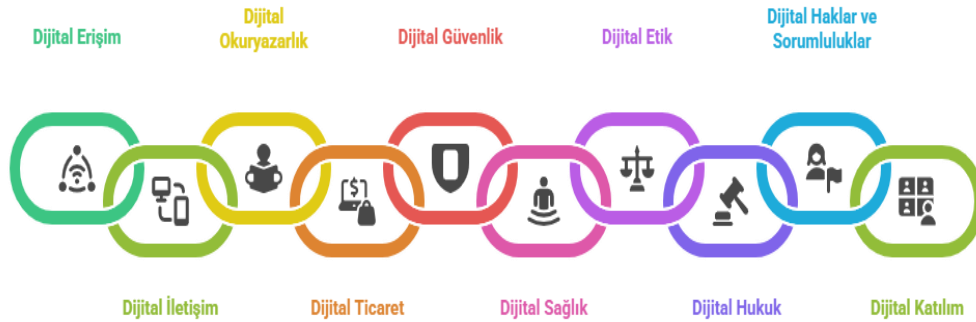 Dijital Erişim
Dijital
Okuryazarlık
Dijital Güvenlik
Dijital Etik
Dijital Haklar ve
Sorumluluklar
$
Dijital İletişim
Dijital Ticaret
Dijital Sağlık
Dijital Hukuk
Dijital Katılım